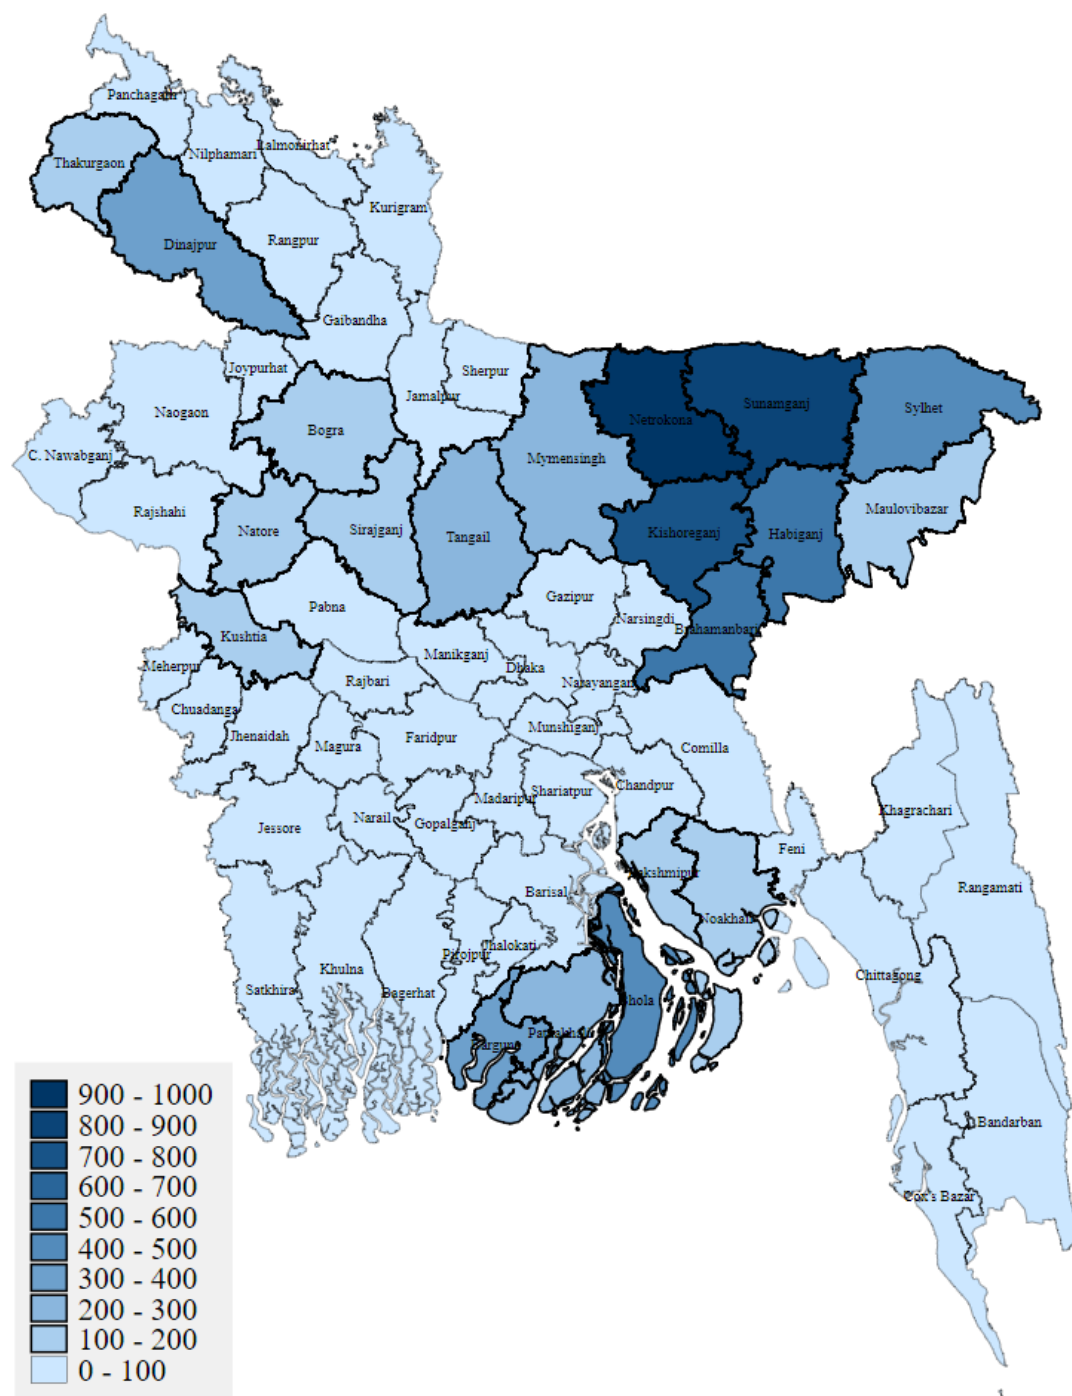 Panchagarh
Thakurgaon
Nilphamari
Lalmonirhat
Kurigram
Dinajpur
Rangpur
Gaibandha
Joypurhat
Sherpur
Jamalpur
Naogaon
Bogra
Netrokona
Sunamganj
Sylhet
C. Nawabganj
Mymensingh
Rajshahi
Natore
Sirajganj
Tangail
Kishoreganj
Habiganj
Maulovibazar
Pabna
Gazipur
Narsingdi
Kushtia
Brahamanbari
Meherpur
Manikganj
Dhaka
Rajbari
Narayanganj
Chuadanga
Jhenaidah
Magura
Faridpur
Munshiganj
Comilla
Shariatpur
Chandpur
Madaripur
Jessore
Narail
Gopalganj
Khagrachari
Feni
Lakshmipur
Barisal
Rangamati
Noakhali
Jhalokati
Pirojpur
Khulna
Satkhira
Bagerhat
Chittagong
Bhola
Patuakhali
Barguna
Bandarban
Cox's Bazar
900 - 1000
800 - 900
700 - 800
600 - 700
500 - 600
400 - 500
300 - 400
200 - 300
100 - 200
0 - 100